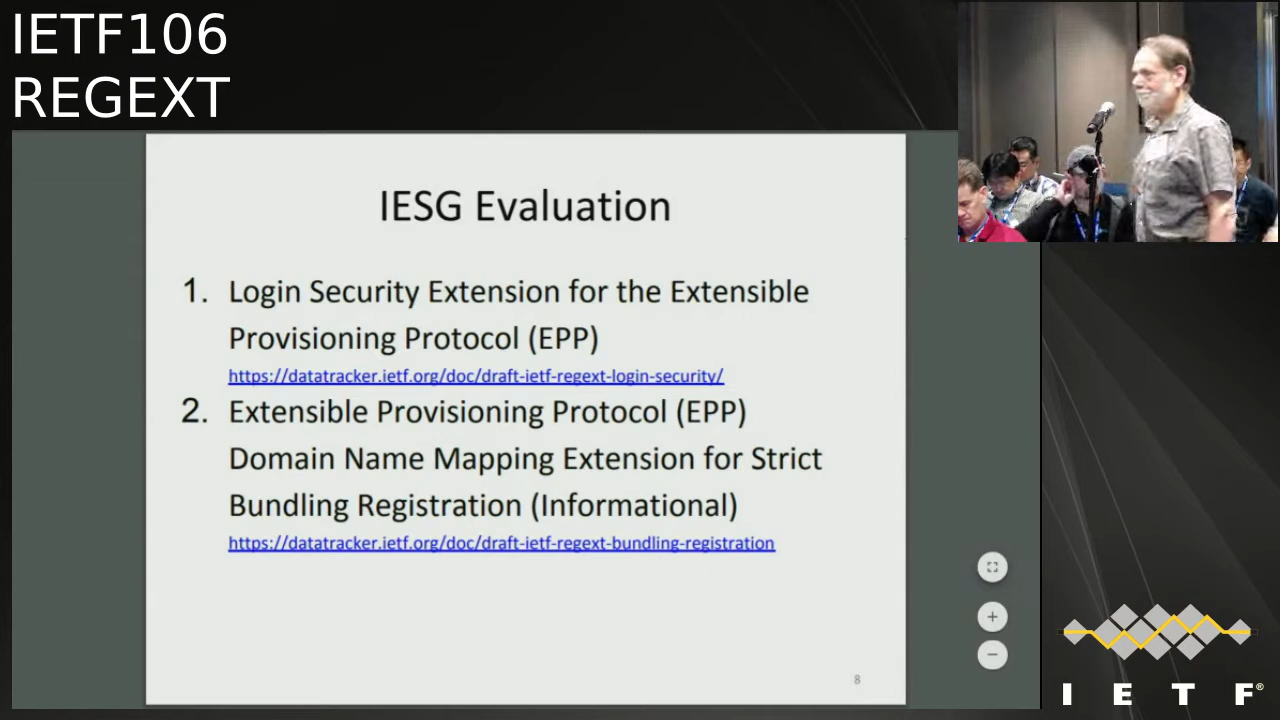 IETF106
REGEXT
IESG Evaluation
1. Login Security Extension for the Extensible
Provisioning Protocol (EPP)
https://datatracker.ietf.org/doc/draft-ietf-regext-login-security/
2. Extensible Provisioning Protocol (EPP)
Domain Name Mapping Extension for Strict
Bundling Registration (Informational)
https://datatracker.ietf.org/doc/draft-ietf-regext-bundling-registration
8
I E T F®